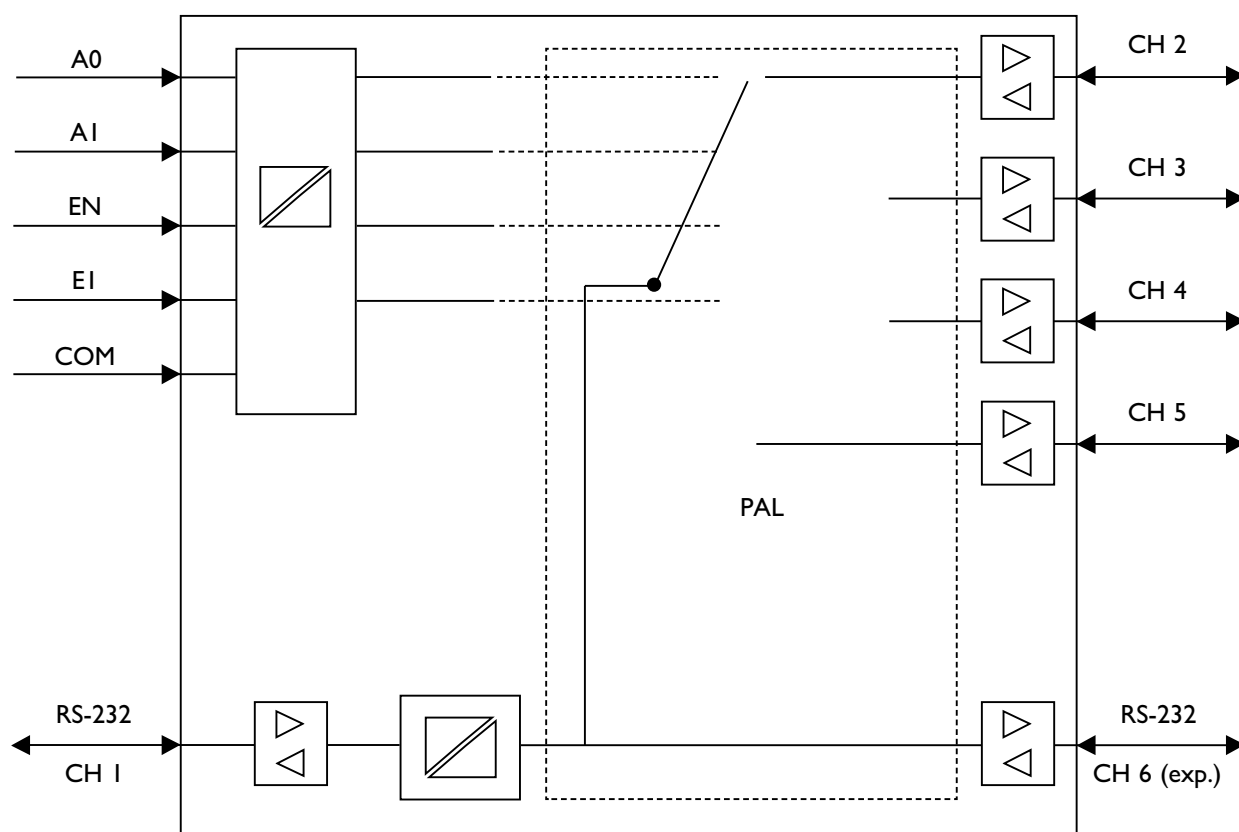 A0
A1
EN
E1
COM
CH 2
CH 3
CH 4
CH 5
PAL
RS-232
CH 1
RS-232
CH 6 (exp.)